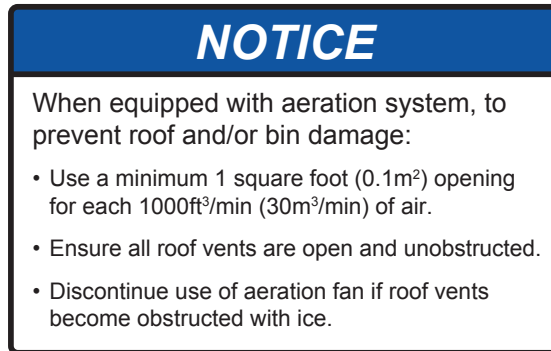 NOTICE
When equipped with aeration system, to
prevent roof and/or bin damage:
• Use a minimum 1 square foot (0.1m²) opening
for each 1000ft³/min (30m³/min) of air.
• Ensure all roof vents are open and unobstructed.
• Discontinue use of aeration fan if roof vents
become obstructed with ice.